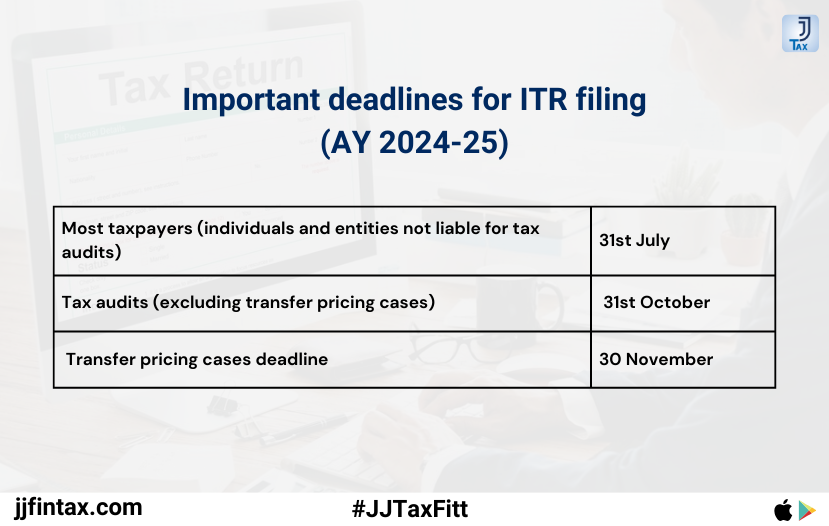 J
TAX
Tax Return
Important deadlines for ITR filing
(AY 2024-25)
Most taxpayers (individuals and entities not liable for tax
audits)
31st July
Tax audits (excluding transfer pricing cases)
31st October
Transfer pricing cases deadline
30 November
jjfintax.com
#JJTaxFitt